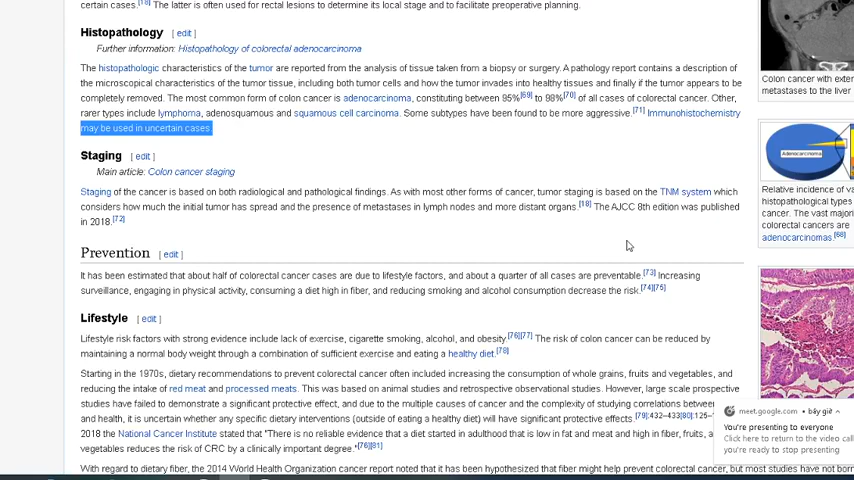 certain cases.[18] The latter is often used for rectal lesions to determine its local stage and to facilitate preoperative planning.
Histopathology [ edit ]
Further information: Histopathology of colorectal adenocarcinoma
The histopathologic characteristics of the tumor are reported from the analysis of tissue taken from a biopsy or surgery. A pathology report contains a description of
the microscopical characteristics of the tumor tissue, including both tumor cells and how the tumor invades into healthy tissues and finally if the tumor appears to be
completely removed. The most common form of colon cancer is adenocarcinoma, constituting between 95%[69] to 98%[70] of all cases of colorectal cancer. Other,
rarer types include lymphoma, adenosquamous and squamous cell carcinoma. Some subtypes have been found to be more aggressive.[71] Immunohistochemistry
may be used in uncertain cases.
Staging [ edit ]
Main article: Colon cancer staging
Staging of the cancer is based on both radiological and pathological findings. As with most other forms of cancer, tumor staging is based on the TNM system which
considers how much the initial tumor has spread and the presence of metastases in lymph nodes and more distant organs.[18] The AJCC 8th edition was published
in 2018.[72]
Prevention [ edit ]
It has been estimated that about half of colorectal cancer cases are due to lifestyle factors, and about a quarter of all cases are preventable.[73] Increasing
surveillance, engaging in physical activity, consuming a diet high in fiber, and reducing smoking and alcohol consumption decrease the risk.[74][75]
Lifestyle [ edit ]
Lifestyle risk factors with strong evidence include lack of exercise, cigarette smoking, alcohol, and obesity.[76][77] The risk of colon cancer can be reduced by
maintaining a normal body weight through a combination of sufficient exercise and eating a healthy diet.[78]
Starting in the 1970s, dietary recommendations to prevent colorectal cancer often included increasing the consumption of whole grains, fruits and vegetables, and
reducing the intake of red meat and processed meats. This was based on animal studies and retrospective observational studies. However, large scale prospective
studies have failed to demonstrate a significant protective effect, and due to the multiple causes of cancer and the complexity of studying correlations between
and health, it is uncertain whether any specific dietary interventions (outside of eating a healthy diet) will have significant protective effects.[79]:432–433[80]:125–
2018 the National Cancer Institute stated that "There is no reliable evidence that a diet started in adulthood that is low in fat and meat and high in fiber, fruits, a
vegetables reduces the risk of CRC by a clinically important degree."[76][81]
With regard to dietary fiber, the 2014 World Health Organization cancer report noted that it has been hypothesized that fiber might help prevent colorectal cancer, but most studies have not born
Colon cancer with exten
metastases to the liver
Adenocarcinoma
Relative incidence of va
histopathological types
cancer. The vast majori
colorectal cancers are
adenocarcinomas.[68]
meet.google.com • bây giờ
You're presenting to everyone
Click here to return to the video call
you're ready to stop presenting